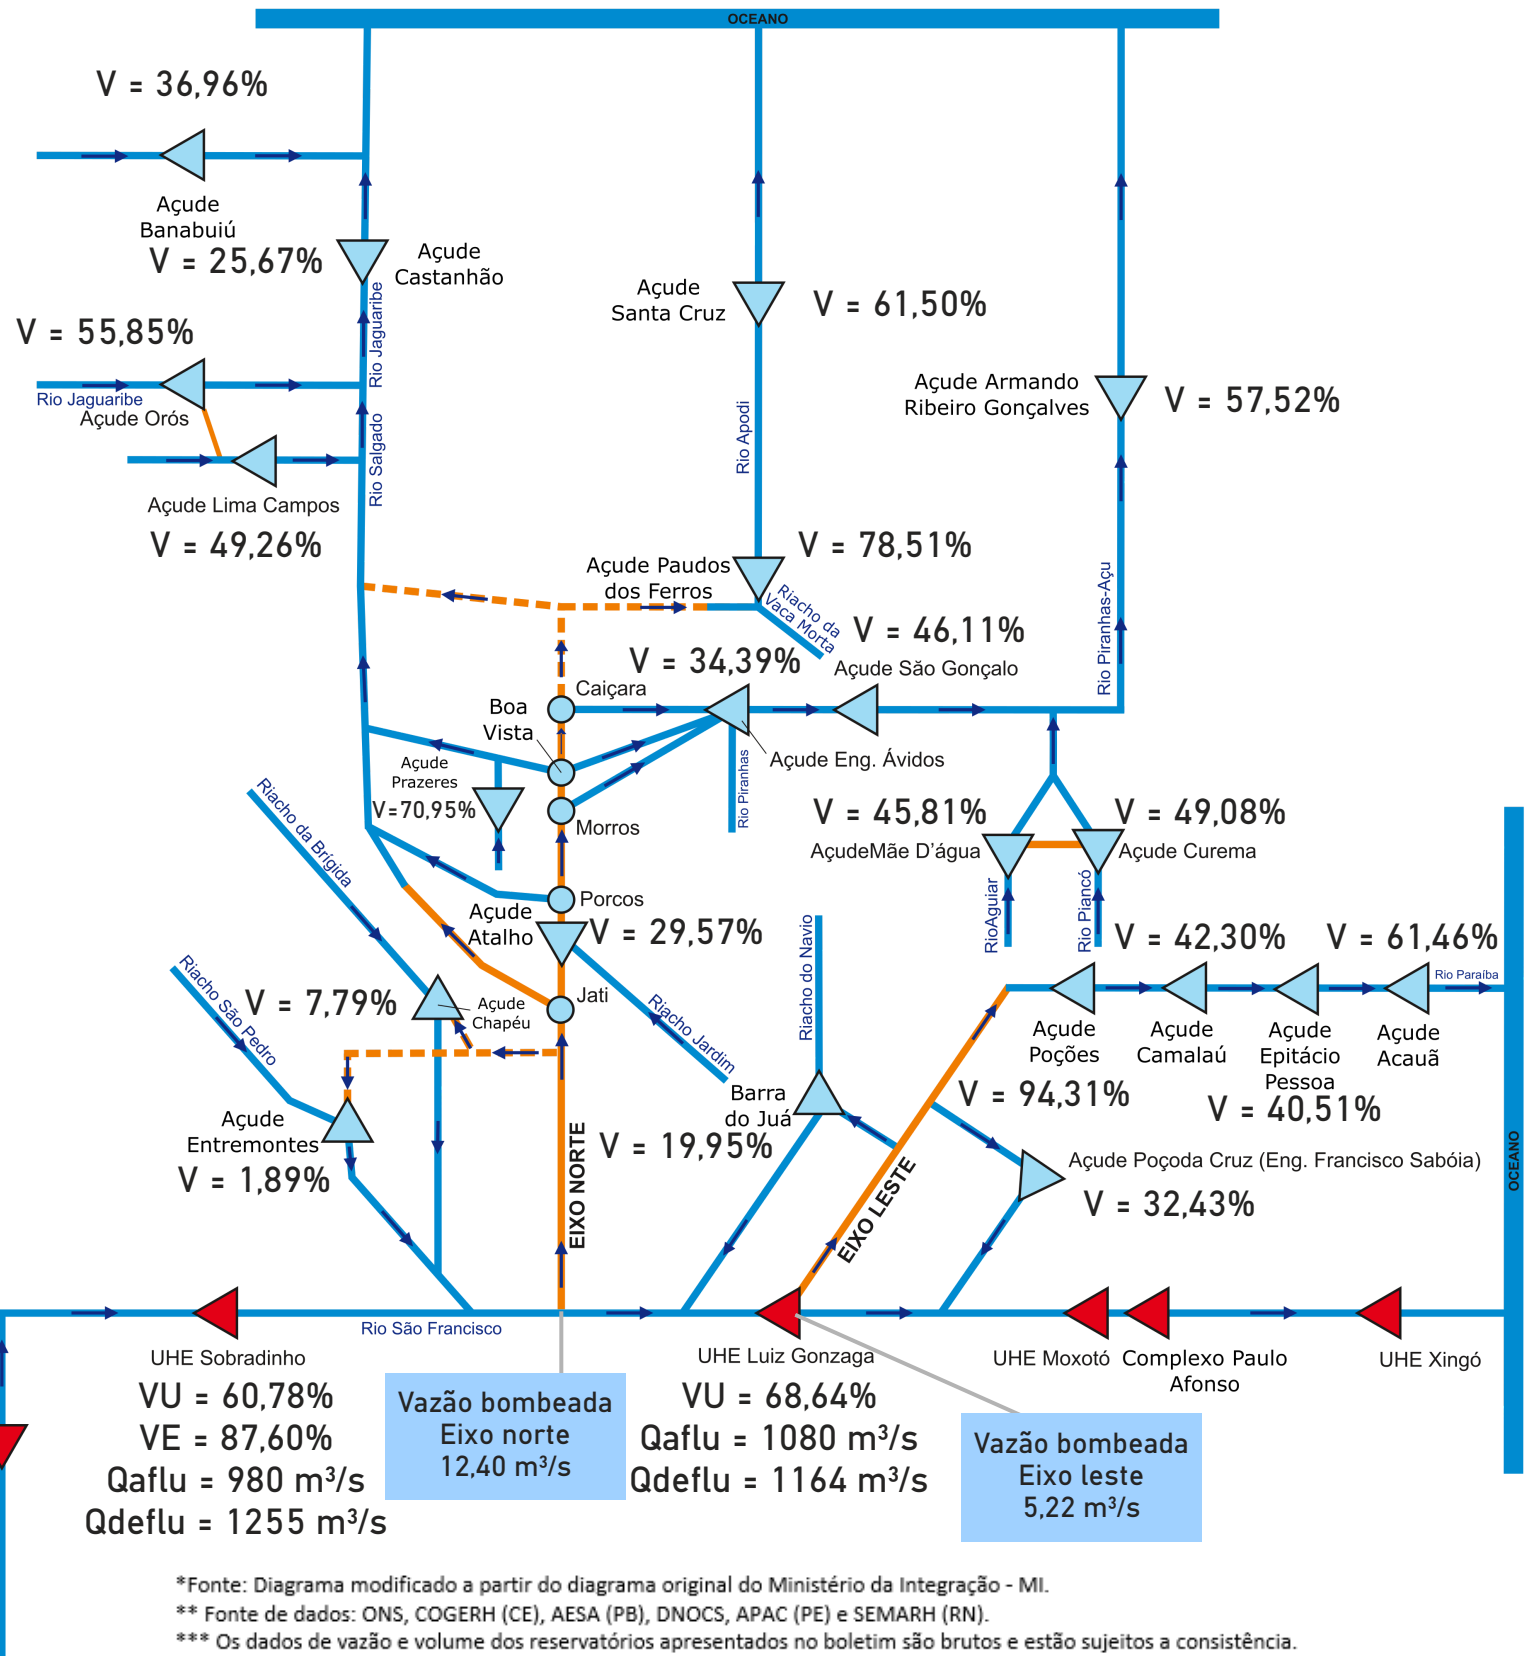 OCEANO
V = 36,96%
Açude
Banabuiú
V = 25,67%
Açude
Castanhão
Rio Jaguaribe
Açude
Santa Cruz
V = 61,50%
V = 55,85%
Rio Jaguaribe
Açude Orós
Açude Armando
Ribeiro Gonçalves
V = 57,52%
Rio Salgado
Rio Apodi
Açude Lima Campos
V = 49,26%
V = 78,51%
Açude Paudos
dos Ferros
Riacho da
Vaca Morta
Rio Piranhas-Açu
V = 46,11%
Açude São Gonçalo
V = 34,39%
Caiçara
Boa
Vista
Açude Eng. Ávidos
Rio Piranhas
Açude
Prazeres
V=70,95%
Morros
Riacho da Brígida
V = 45,81%
AçudeMãe D'água
V = 49,08%
Açude Curema
RioAguiar
Rio Piancó
Porcos
Açude
Atalho
V = 29,57%
Riacho do Navio
V = 42,30%
V = 61,46%
Rio Paraíba
Riacho São Pedro
V = 7,79%
Açude
Chapéu
Jati
Riacho Jardim
Açude
Poções
Açude
Camalaú
Açude
Epitácio
Pessoa
Açude
Acauã
V = 94,31%
V = 40,51%
Barra
do Juá
V = 19,95%
Açude
Entremontes
V = 1,89%
EIXO NORTE
EIXO LESTE
Açude Poçoda Cruz (Eng. Francisco Sabóia)
V = 32,43%
OCEANO
Rio São Francisco
UHE Sobradinho
VU = 60,78%
VE = 87,60%
Qaflu = 980 m³/s
Qdeflu = 1255 m³/s
Vazão bombeada
Eixo norte
12,40 m³/s
UHE Luiz Gonzaga
VU = 68,64%
Qaflu = 1080 m³/s
Qdeflu = 1164 m³/s
Vazão bombeada
Eixo leste
5,22 m³/s
UHE Moxotó
Complexo Paulo
Afonso
UHE Xingó
*Fonte: Diagrama modificado a partir do diagrama original do Ministério da Integração - MI.
** Fonte de dados: ONS, COGERH (CE), AESA (PB), DNOCS, APAC (PE) e SEMARH (RN).
*** Os dados de vazão e volume dos reservatórios apresentados no boletim são brutos e estão sujeitos a consistência.